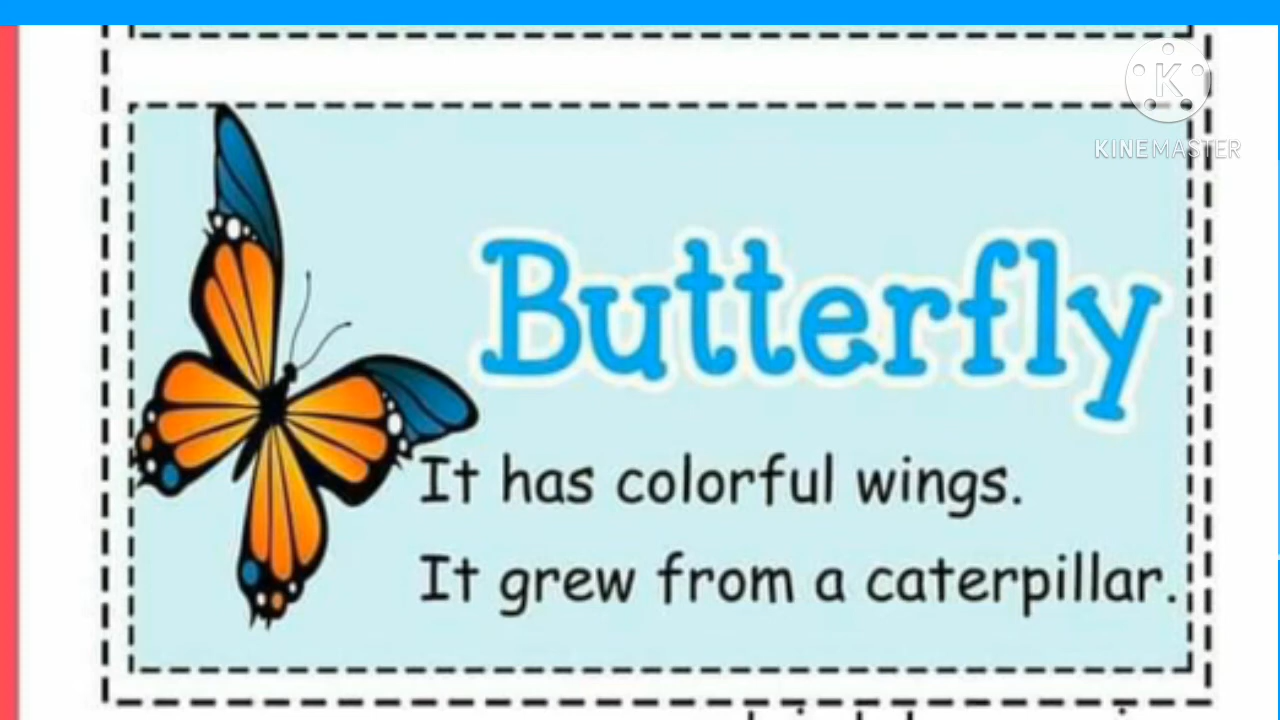 KINEMASTER
Butterfly
It has colorful wings.
It grew from a caterpillar.